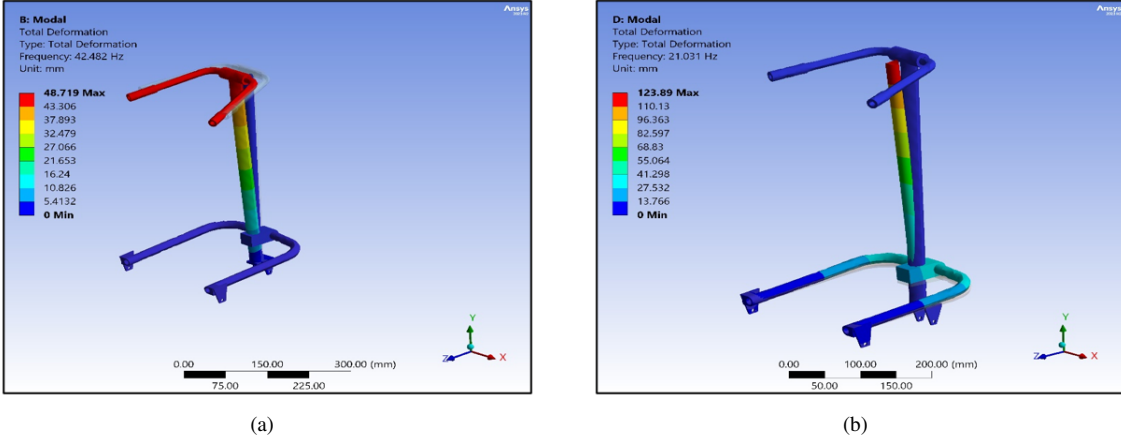 Ansys
B: Modal
Total Deformation
Type: Total Deformation
Frequency: 42.482 Hz
Unit: mm
48.719 Max
43.306
37.893
32.479
27.066
21.653
16.24
10.826
5.4132
0 Min
Y
Z
X
0.00 150.00 300.00 (mm)
75.00 225.00
(a)
Ansys
D: Modal
Total Deformation
Type: Total Deformation
Frequency: 21.031 Hz
Unit: mm
123.89 Max
110.13
96.363
82.597
68.83
55.064
41.298
27.532
13.766
0 Min
Y
Z
X
0.00 100.00 200.00 (mm)
50.00 150.00
(b)